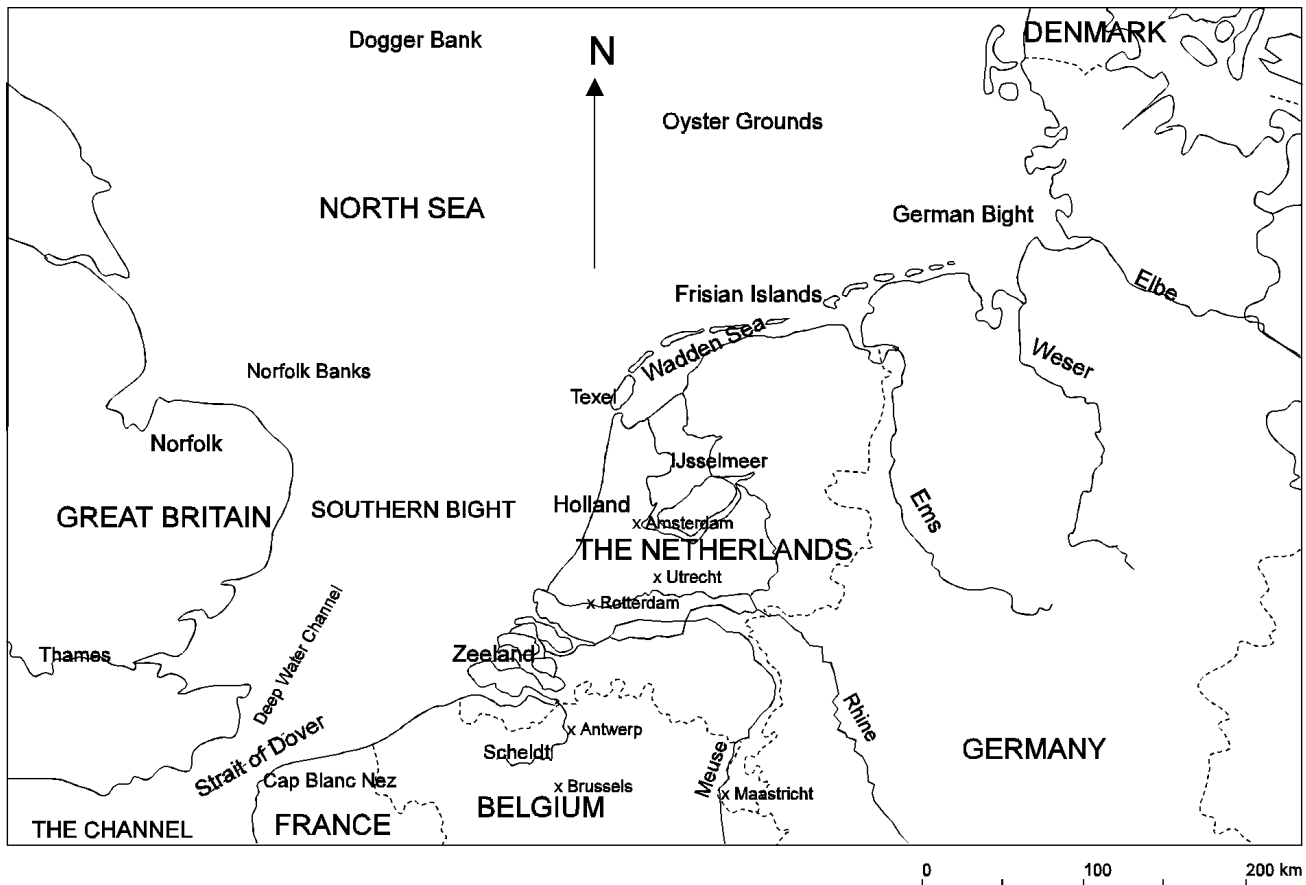 DENMARK
Dogger Bank
N
Oyster Grounds
NORTH SEA
German Bight
Elbe
Frisian Islands
Wadden Sea
Weser
Norfolk Banks
Texel
Norfolk
IJsselmeer
Holland
SOUTHERN BIGHT
GREAT BRITAIN
Ems
x Amsterdam
THE NETHERLANDS
x Utrecht
x Rotterdam
Deep Water Channel
Thames
Zeeland
Rhine
x Antwerp
Strait of Dover
Scheldt
GERMANY
Meuse
Cap Blanc Nez
x Brussels
x Maastricht
BELGIUM
THE CHANNEL
FRANCE
0 100 200 km